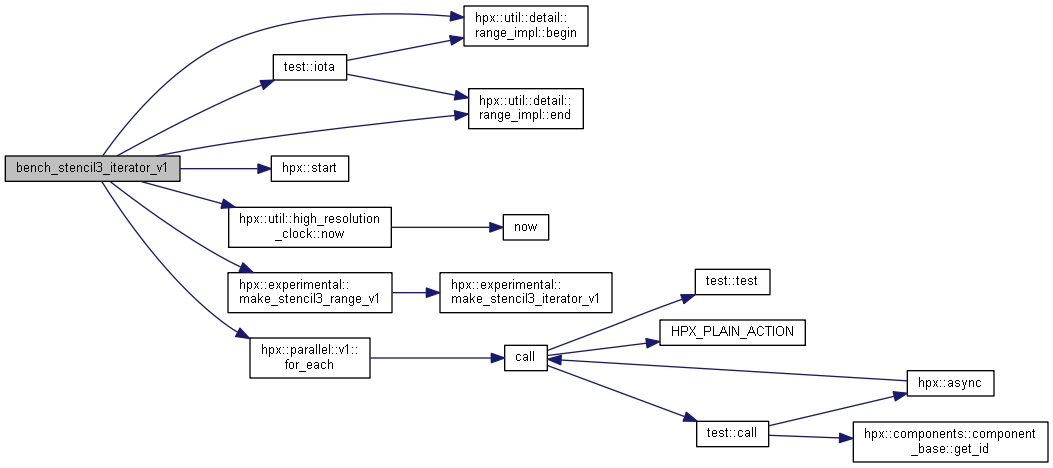 hpx::util::detail::
range_impl::begin
test::iota
hpx::util::detail::
range_impl::end
bench_stencil3_iterator_v1
hpx::start
hpx::util::high_resolution
_clock::now
now
hpx::experimental::
make_stencil3_range_v1
hpx::experimental::
make_stencil3_iterator_v1
hpx::parallel::v1::
for_each
call
test::test
HPX_PLAIN_ACTION
hpx::async
test::call
hpx::components::component
_base::get_id